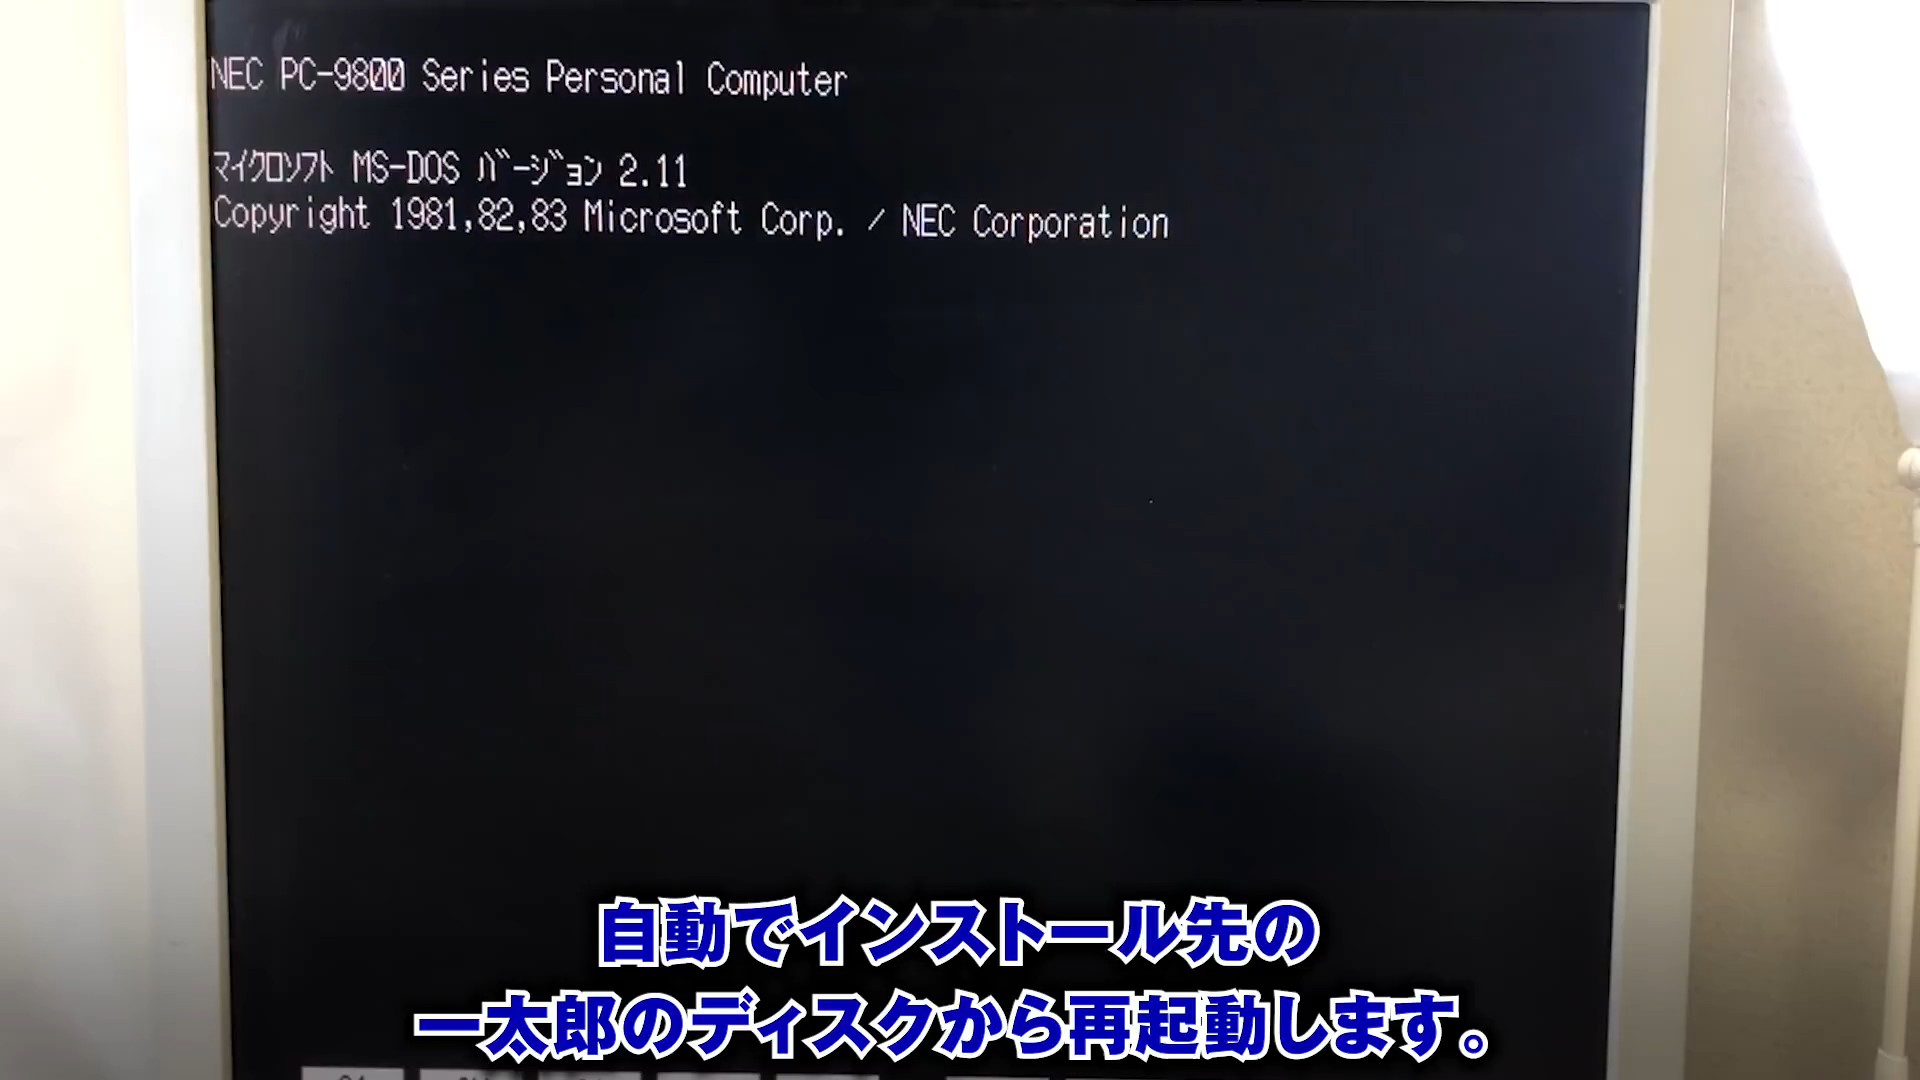 NEC PC-9800 Series Personal Computer
ﾏｲｸﾛｿﾌﾄ MS-DOS ﾊﾞｰｼﾞｮﾝ 2.11
Copyright 1981,82,83 Microsoft Corp. / NEC Corporation
自動でインストール先の
一太郎のディスクから再起動します。